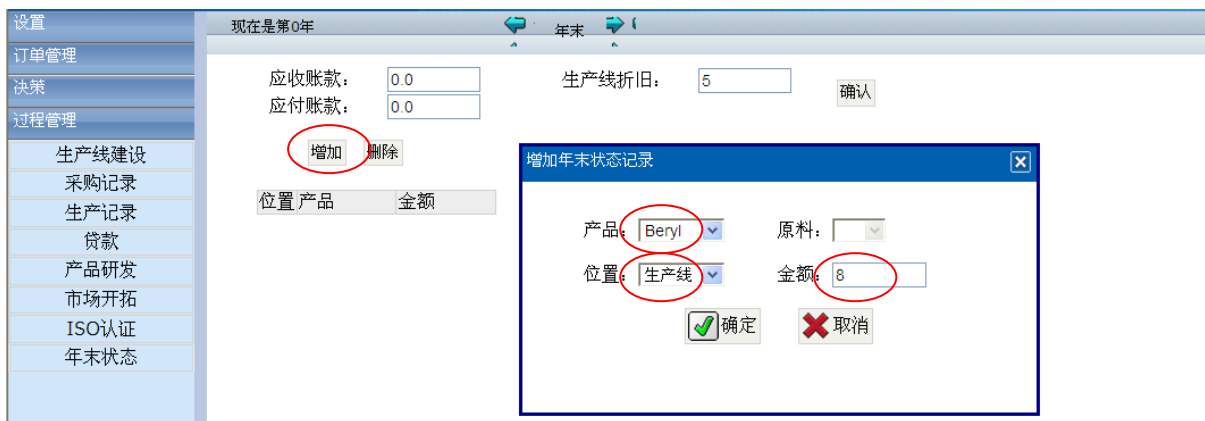 设置
订单管理
决策
过程管理
生产线建设
采购记录
生产记录
贷款
产品研发
市场开拓
ISO认证
年末状态
现在是第0年
年末
应收账款： 0.0
生产线折旧： 5
确认
应付账款： 0.0
增加 删除
位置 产品 金额
增加年末状态记录
产品： Beryl 原料：
位置： 生产线 金额： 8
确定 取消